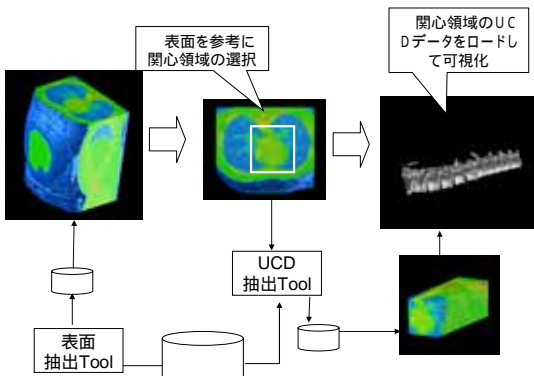 表面を参考に
関心領域の選択
関心領域のUC
Dデータをロードし
て可視化
UCD
抽出Tool
表面
抽出Tool